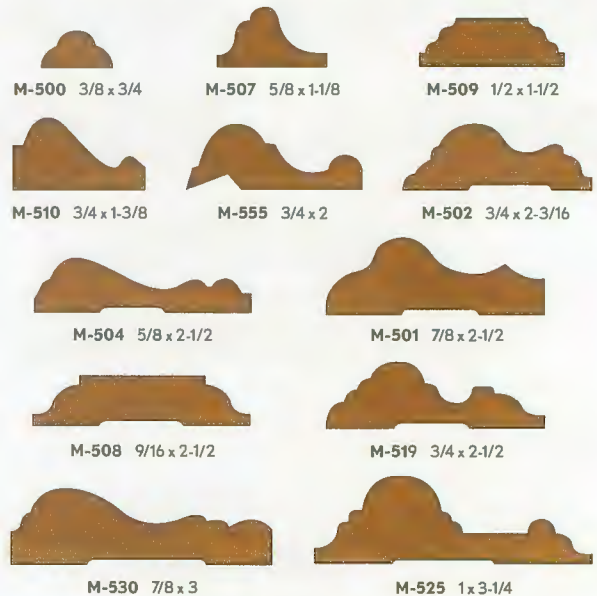 M-500 3/8 x 3/4
M-507 5/8 x 1-1/8
M-509 1/2 x 1-1/2
M-510 3/4 x 1-3/8
M-555 3/4 x 2
M-502 3/4 x 2-3/16
M-504 5/8 x 2-1/2
M-501 7/8 x 2-1/2
M-508 9/16 x 2-1/2
M-519 3/4 x 2-1/2
M-530 7/8 x 3
M-525 1 x 3-1/4